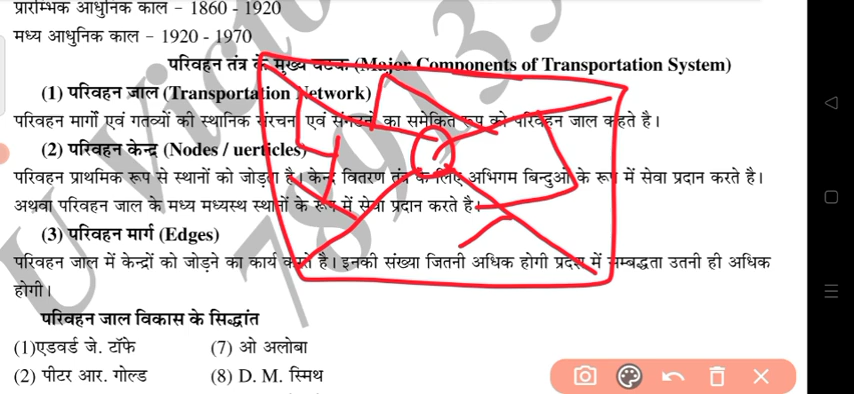 प्रारम्भिक आधुनिक काल – 1860 - 1920
मध्य आधुनिक काल – 1920 - 1970
परिवहन तंत्र के मुख्य घटक (Major Components of Transportation System)
(1) परिवहन जाल (Transportation Network)
परिवहन मार्गों एवं गतव्यों की स्थानिक संरचना एवं संगठनों का समेकित रूप को परिवहन जाल कहते है।
(2) परिवहन केन्द्र (Nodes / uerticles)
परिवहन प्राथमिक रूप से स्थानों को जोड़ता है। केन्द्र वितरण तंत्र के लिए अभिगम बिन्दुओं के रूप में सेवा प्रदान करते है।
अथवा परिवहन जाल के मध्य मध्यस्थ स्थानों के रूप में सेवा प्रदान करते है
(3) परिवहन मार्ग (Edges)
परिवहन जाल में केन्द्रों को जोड़ने का कार्य करते है। इनकी संख्या जितनी अधिक होगी प्रदेश में सम्बद्धता उतनी ही अधिक
होगी।
परिवहन जाल विकास के सिद्धांत
(1)एडवर्ड जे. टॉफे (7) ओ अलोबा
(2) पीटर आर. गोल्ड (8) D. M. स्मिथ